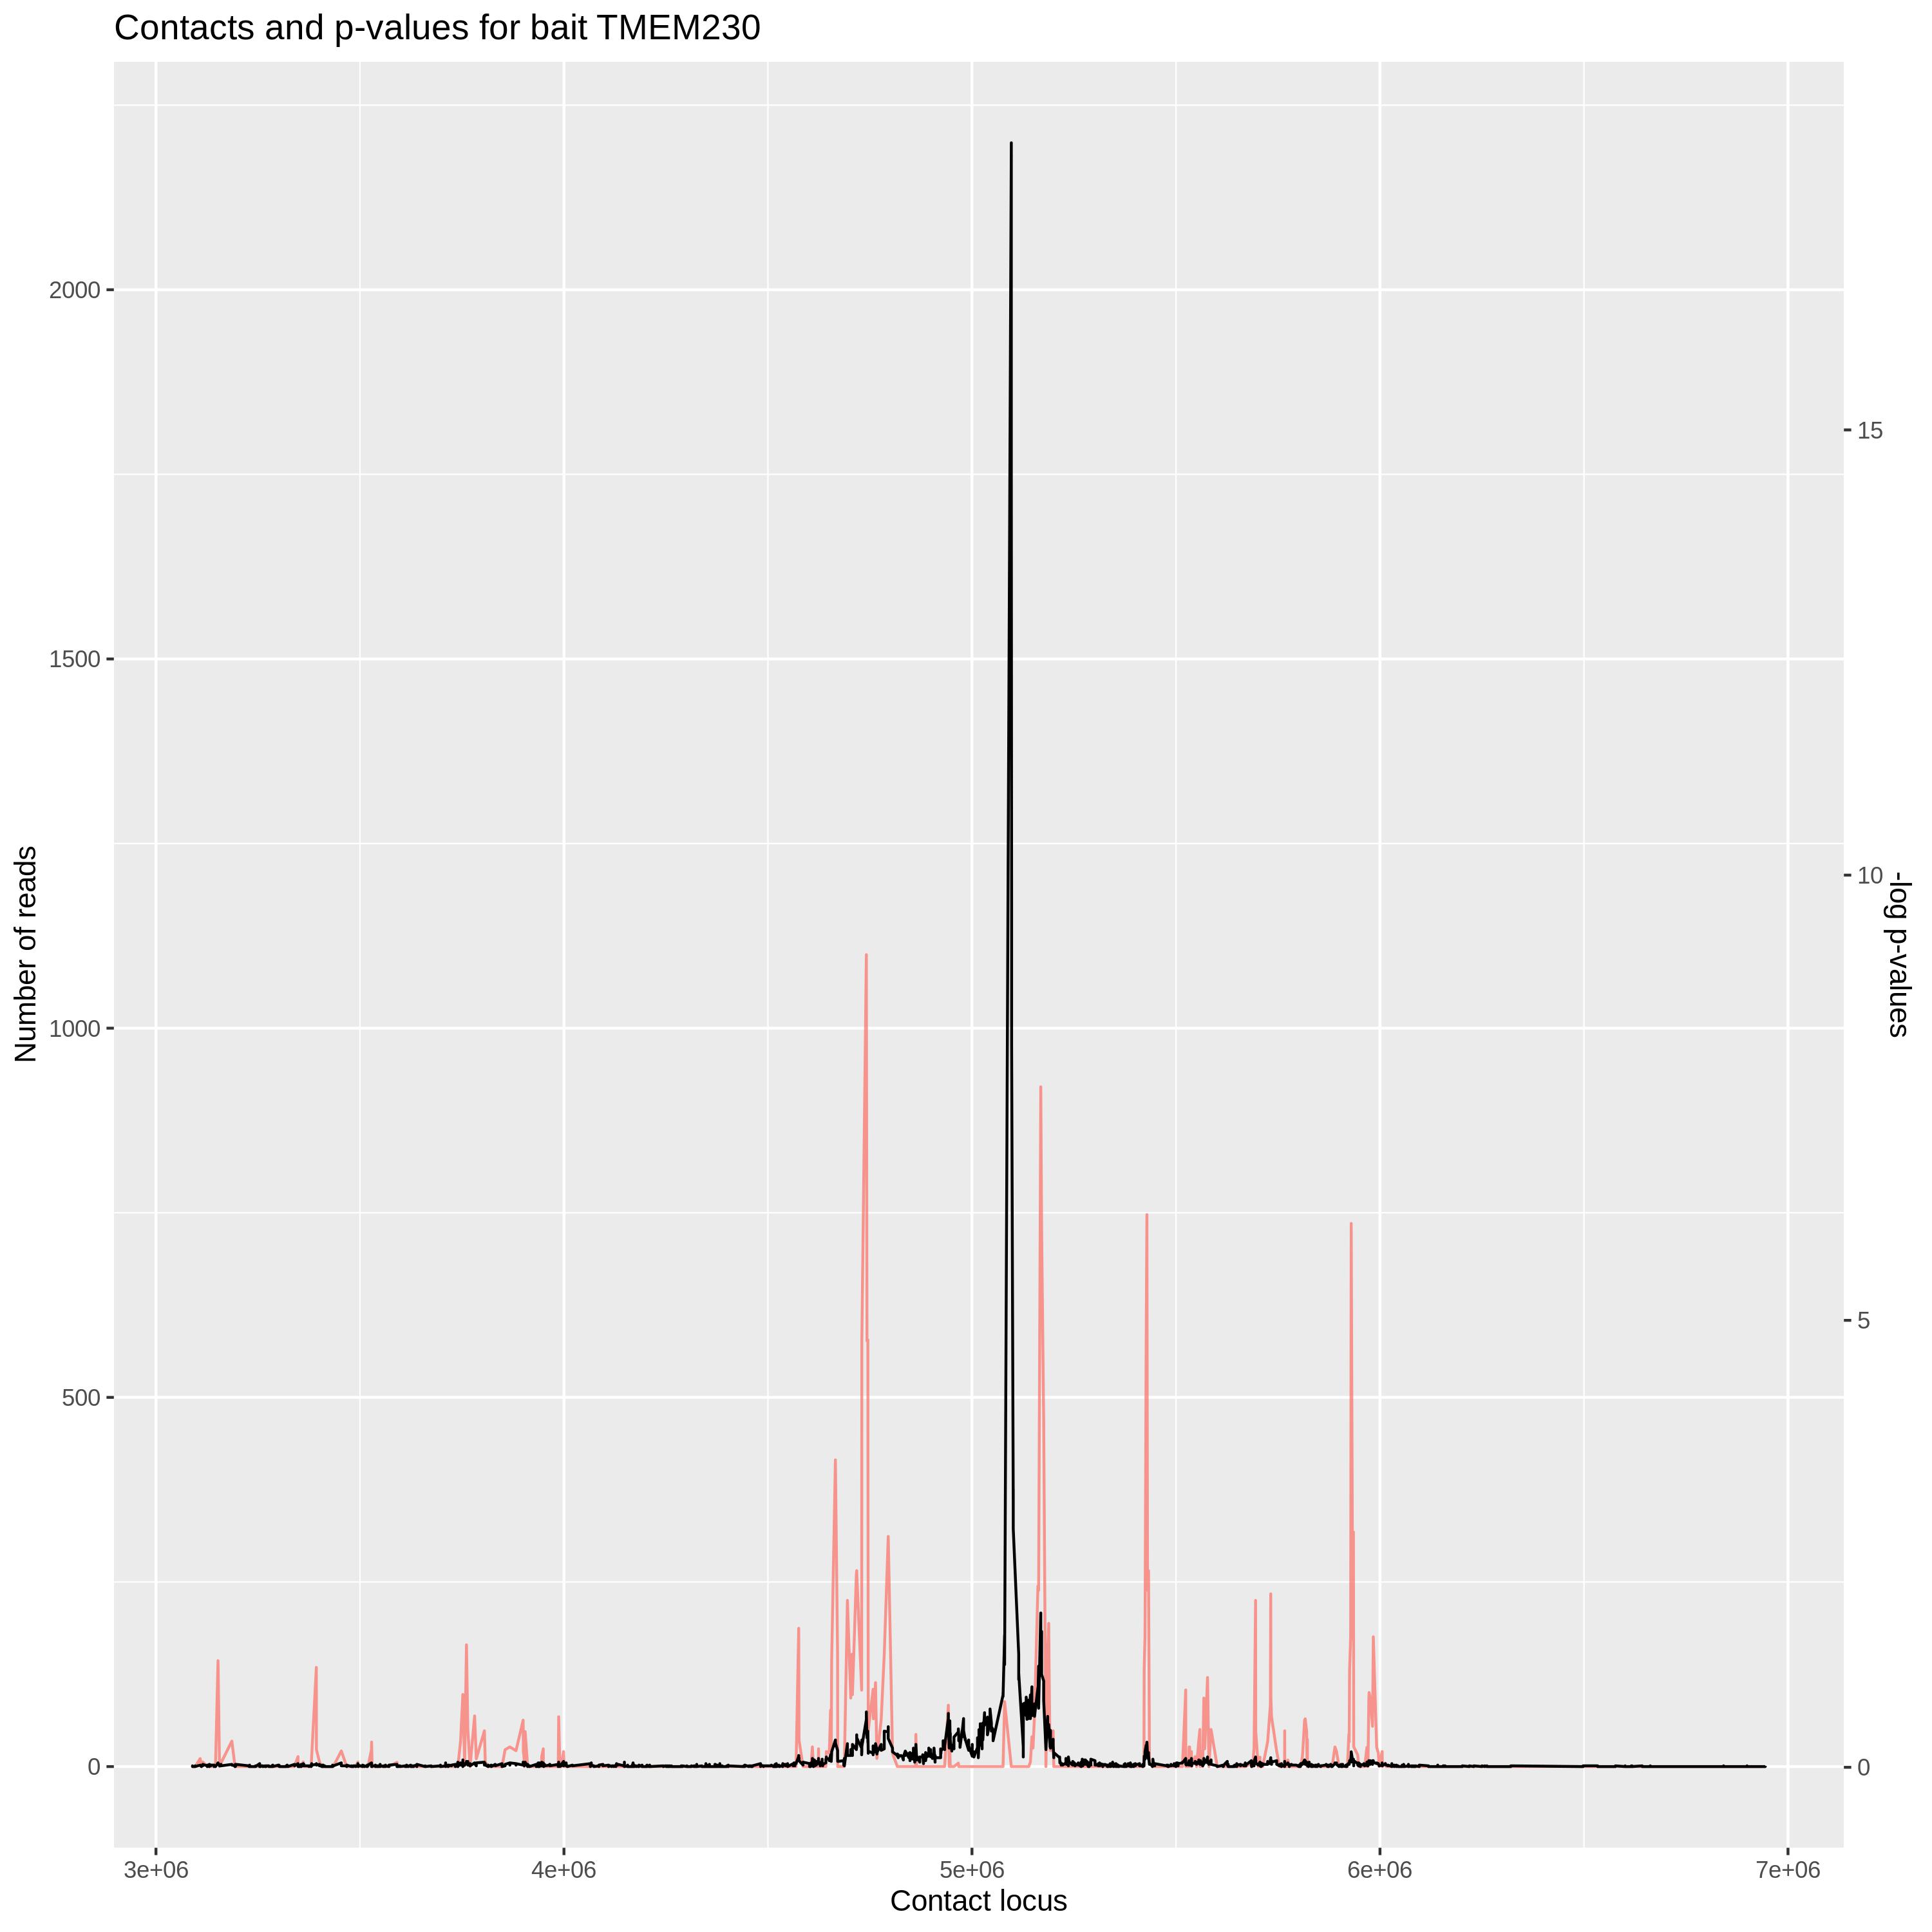 Contacts and p-values for bait TMEM230
Number of reads
2000
1500
1000
500
0
15
10
5
0
-log p-values
3e+06 4e+06 5e+06 6e+06 7e+06
Contact locus